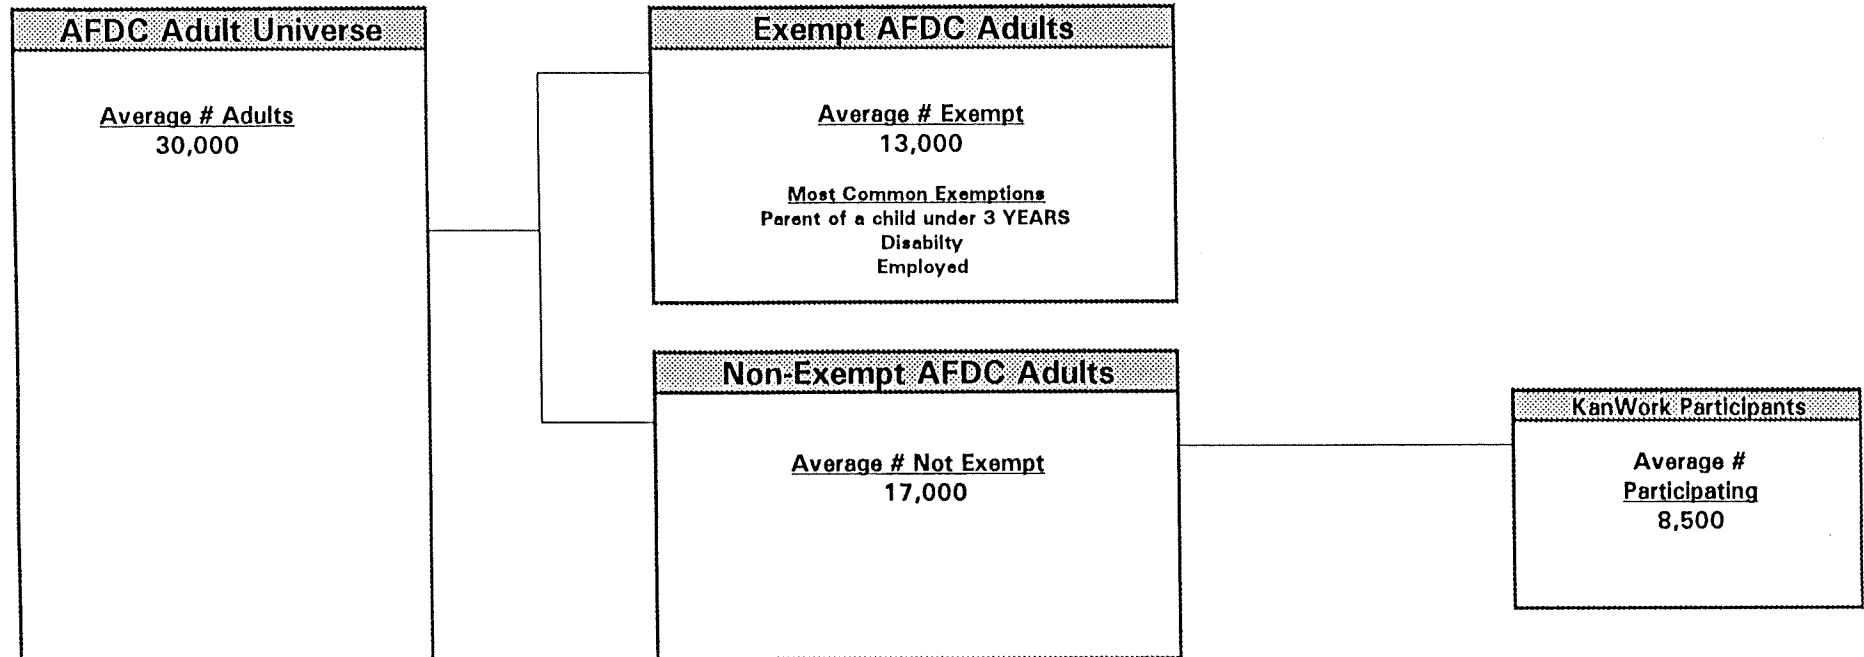 AFDC Adult Universe
Average # Adults
30,000
Exempt AFDC Adults
Average # Exempt
13,000
Most Common Exemptions
Parent of a child under 3 YEARS
Disabilty
Employed
Non-Exempt AFDC Adults
Average # Not Exempt
17,000
KanWork Participants
Average #
Participating
8,500